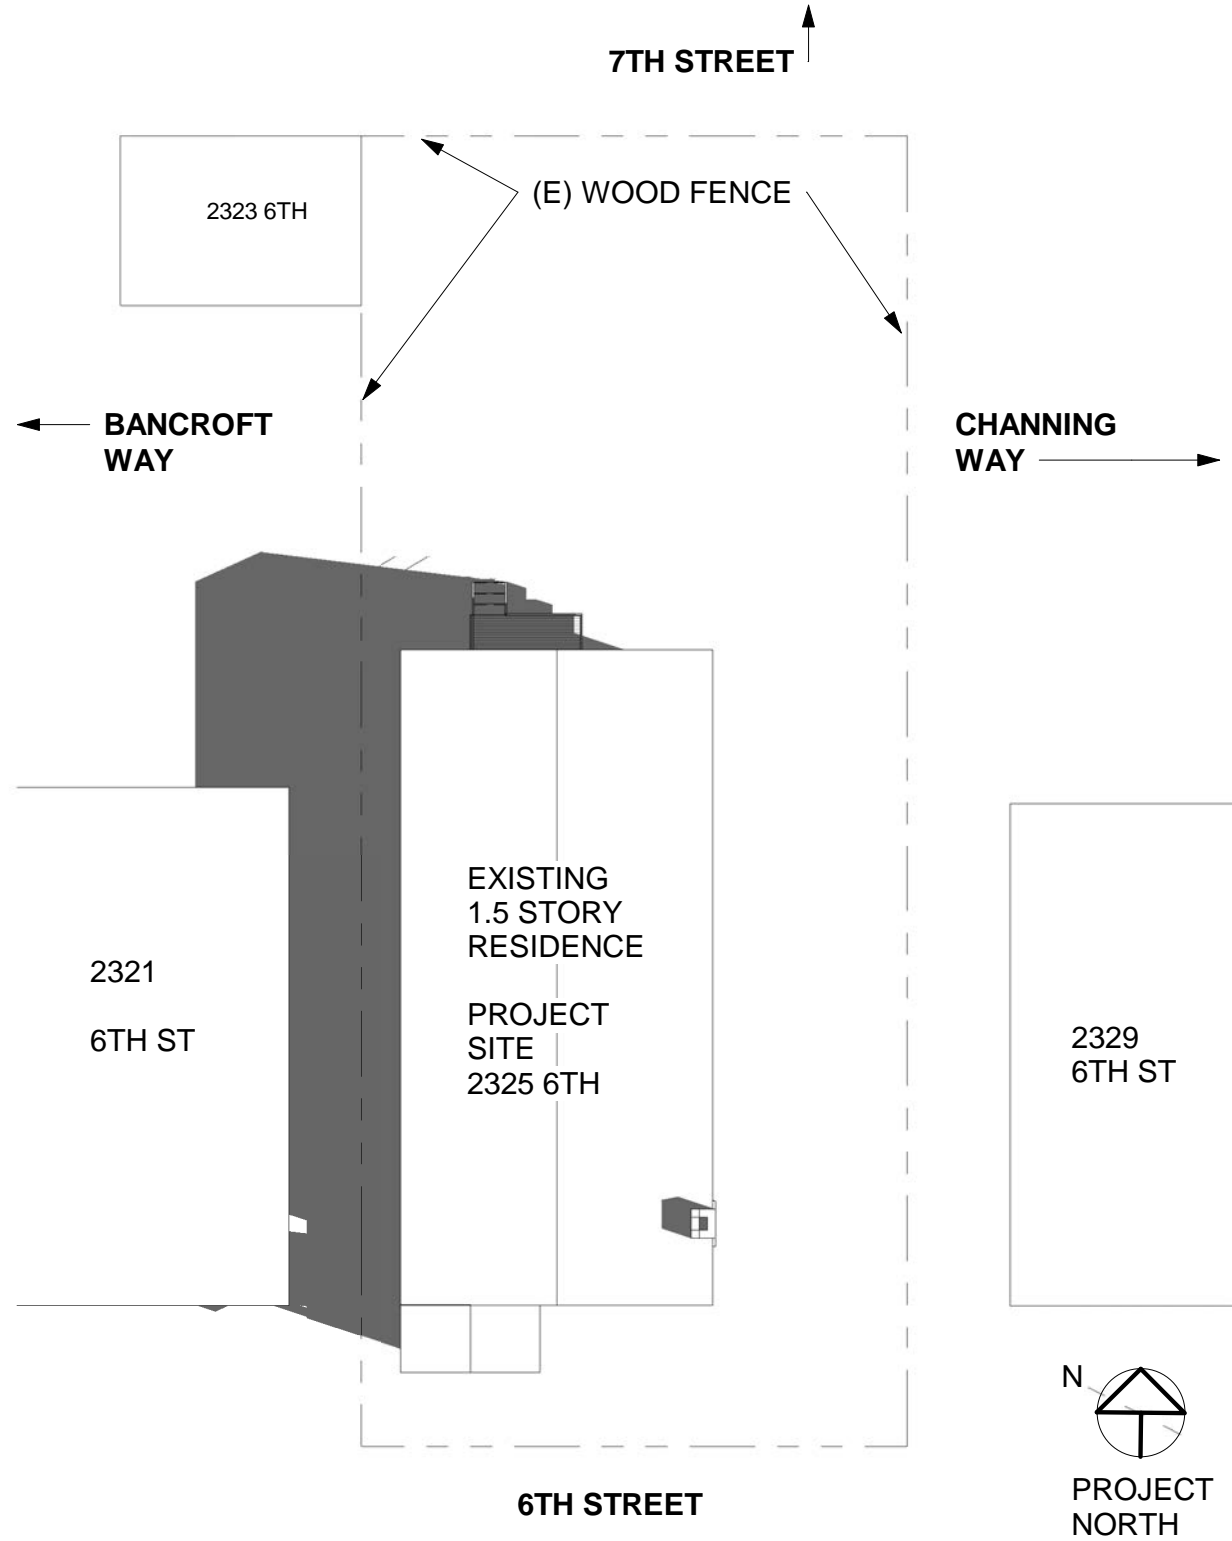 7TH STREET
(E) WOOD FENCE
2323 6TH
BANCROFT
WAY
CHANNING
WAY
EXISTING
1.5 STORY
RESIDENCE
PROJECT
SITE
2325 6TH
2321
6TH ST
2329
6TH ST
N
PROJECT
NORTH
6TH STREET